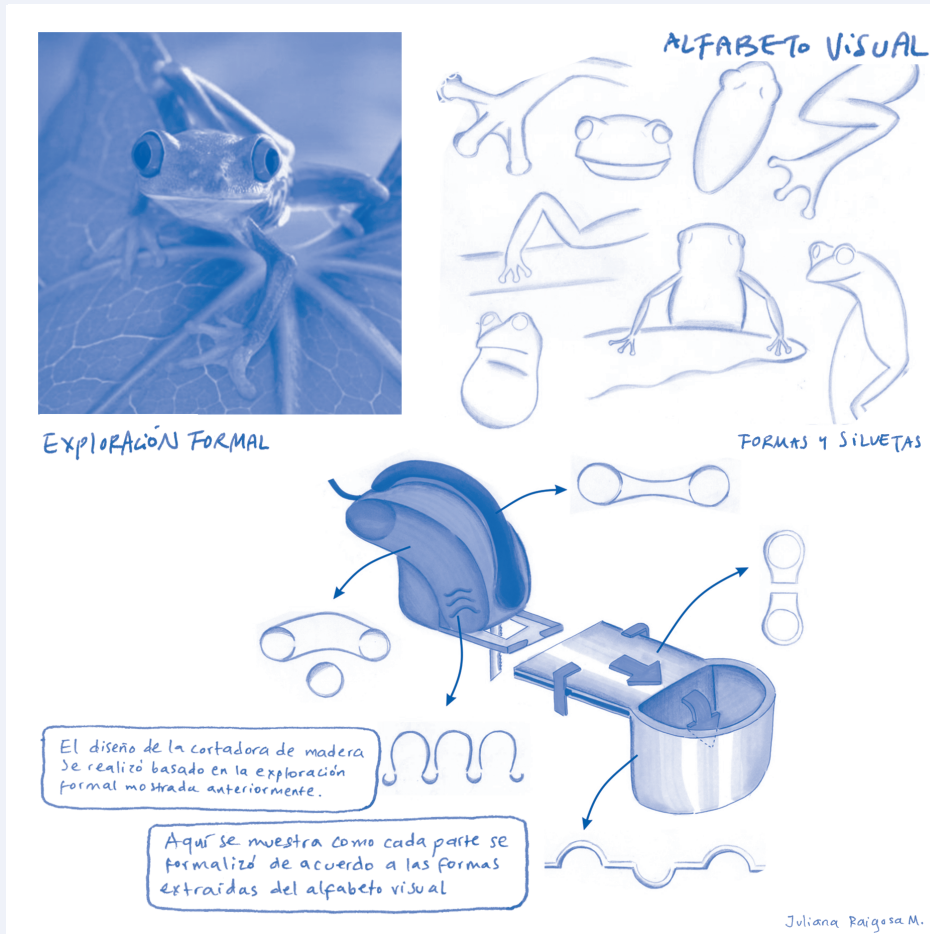 ALFABETO VISUAL
EXPLORACIÓN FORMAL
FORMAS Y SILUETAS
El diseño de la cortadora de madera
se realizó basado en la exploración
formal mostrada anteriormente.
Aquí se muestra como cada parte se
formalizó de acuerdo a las formas
extraidas del alfabeto visual
Juliana Raigosa M.